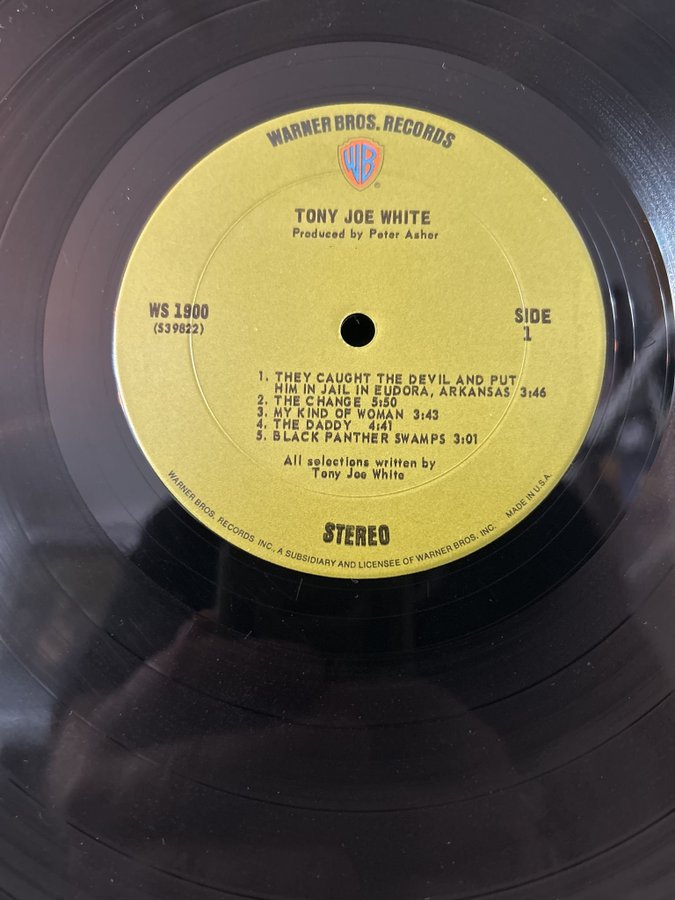 WARNER BROS. RECORDS
WB
®
TONY JOE WHITE
Produced by Peter Asher
WS 1900
(S39822)
SIDE
1
1. THEY CAUGHT THE DEVIL AND PUT
HIM IN JAIL IN EUDORA, ARKANSAS 3:46
2. THE CHANGE 5:50
3. MY KIND OF WOMAN 3:43
4. THE DADDY 4:41
5. BLACK PANTHER SWAMPS 3:01
All selections written by
Tony Joe White
STEREO
WARNER BROS. RECORDS INC., A SUBSIDIARY AND LICENSEE OF WARNER BROS. INC.
MADE IN U.S.A.